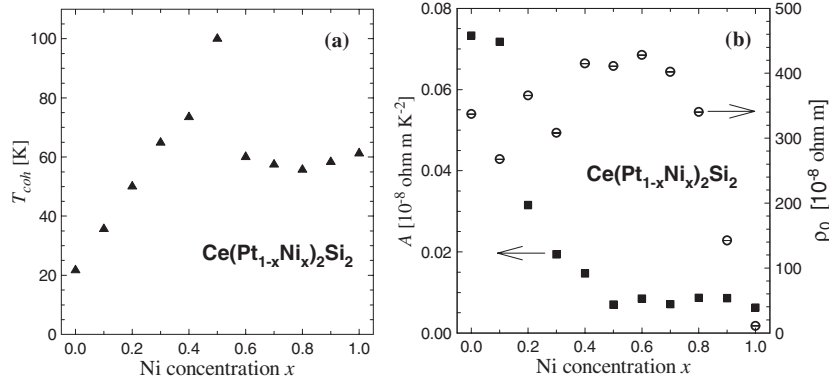 (a)
100
80
60
40
20
0
T_coh [K]
Ce(Pt1-xNix)2Si2
0.0 0.2 0.4 0.6 0.8 1.0
Ni concentration x
(b)
0.08
0.06
0.04
0.02
0.00
A [10^-8 ohm m K^-2]
500
400
300
200
100
0
ρ0 [10^-8 ohm m]
Ce(Pt1-xNix)2Si2
0.0 0.2 0.4 0.6 0.8 1.0
Ni concentration x